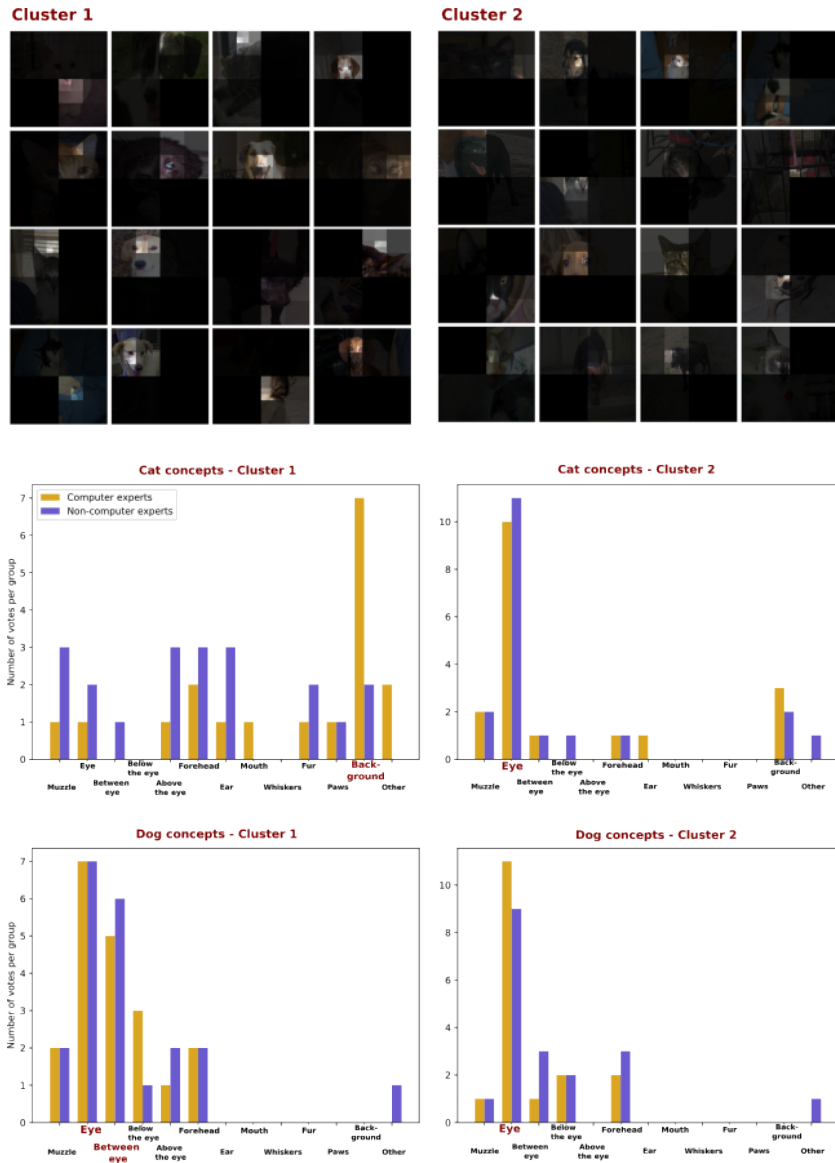 Cluster 1
Cluster 2
Cat concepts - Cluster 1
Number of votes per group
7
6
5
4
3
2
1
0
Computer experts
Non-computer experts
Eye
Below
the eye
Forehead
Mouth
Fur
Back-
ground
Muzzle
Between
eye
Above
the eye
Ear
Whiskers
Paws
Other
Cat concepts - Cluster 2
10
8
6
4
2
0
Eye
Below
the eye
Forehead
Mouth
Fur
Back-
ground
Muzzle
Between
eye
Above
the eye
Ear
Whiskers
Paws
Other
Dog concepts - Cluster 1
Number of votes per group
7
6
5
4
3
2
1
0
Eye
Below
the eye
Forehead
Mouth
Fur
Back-
ground
Muzzle
Between
eye
Above
the eye
Ear
Whiskers
Paws
Other
Dog concepts - Cluster 2
10
8
6
4
2
0
Eye
Below
the eye
Forehead
Mouth
Fur
Back-
ground
Muzzle
Between
eye
Above
the eye
Ear
Whiskers
Paws
Other